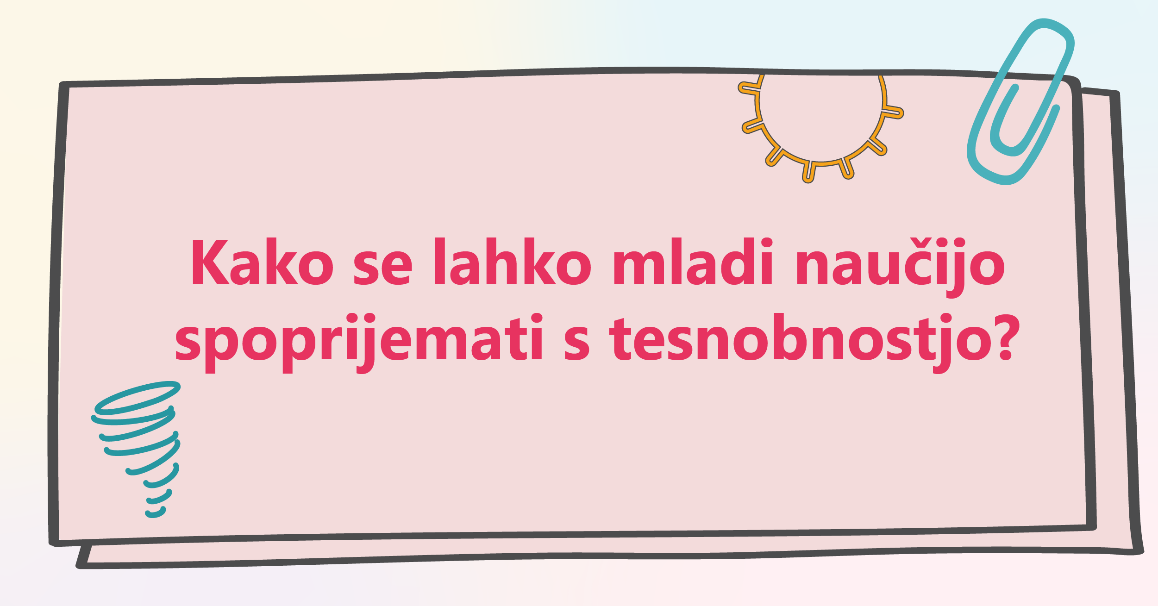 Kako se lahko mladi naučijo
spoprijemati s tesnobnostjo?